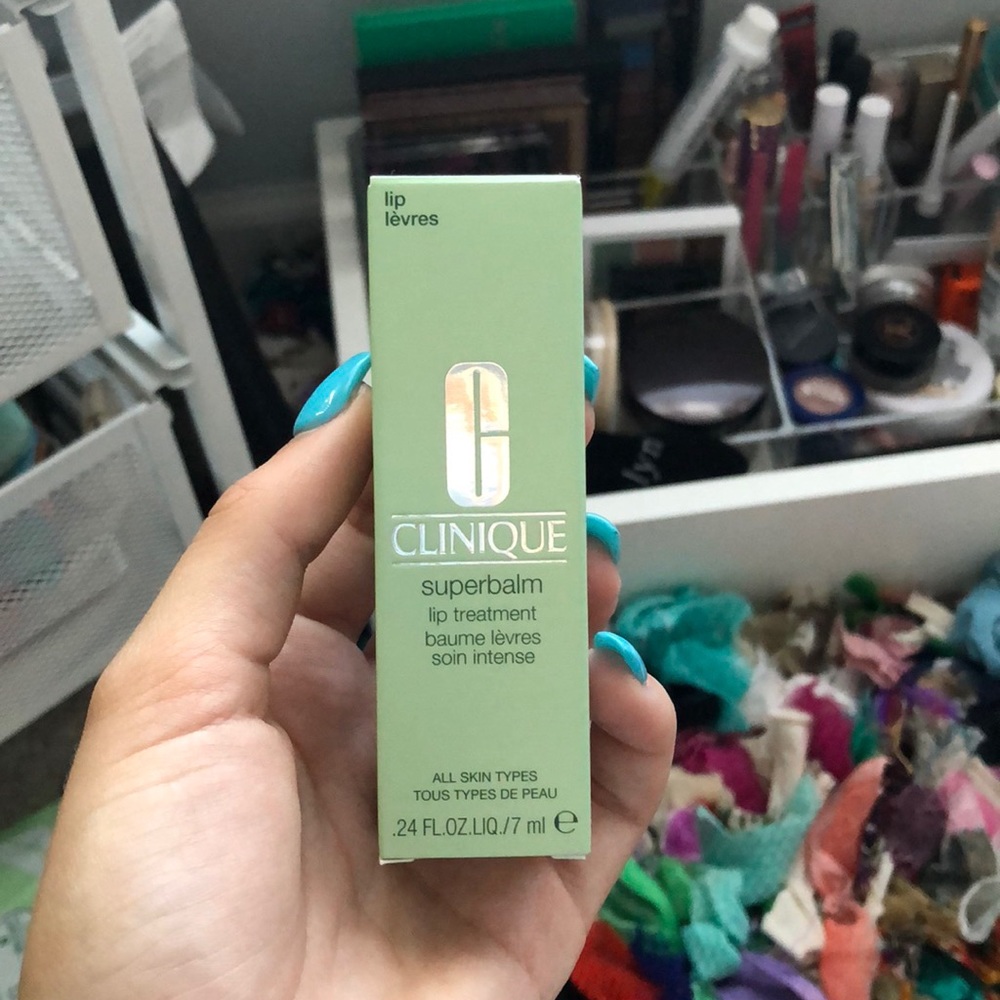 lip
lèvres
CLINIQUE
superbalm
lip treatment
baume lèvres
soin intense
ALL SKIN TYPES
TOUS TYPES DE PEAU
.24 FL.OZ.LIQ./7 ml e